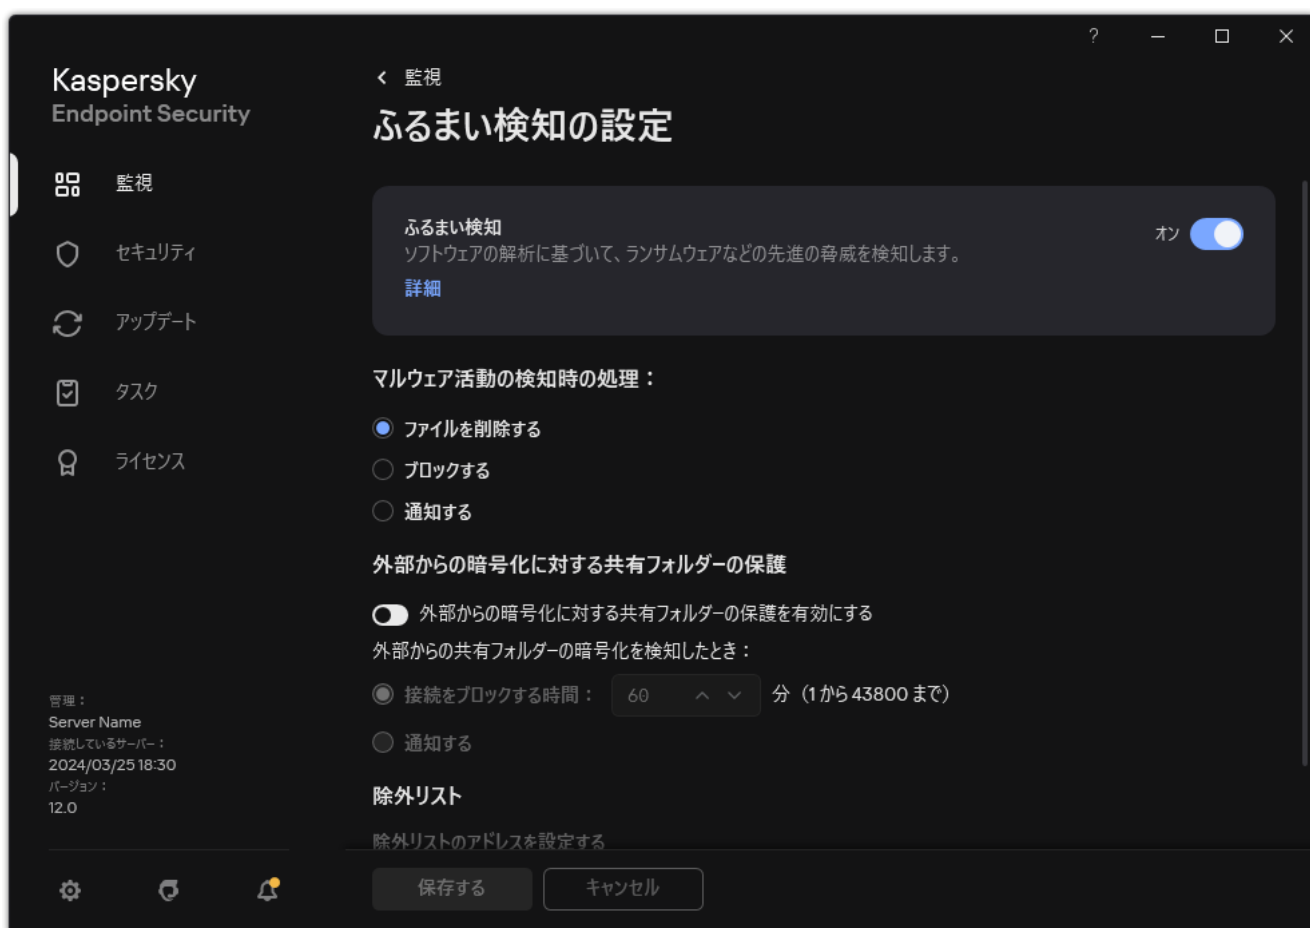 ?
Kaspersky
Endpoint Security
監視
セキュリティ
アップデート
タスク
ライセンス
管理：
Server Name
接続しているサーバー：
2024/03/25 18:30
バージョン：
12.0
監視
ふるまい検知の設定
ふるまい検知
ソフトウェアの解析に基づいて、ランサムウェアなどの先進の脅威を検知します。
詳細
オン
マルウェア活動の検知時の処理：
ファイルを削除する
ブロックする
通知する
外部からの暗号化に対する共有フォルダーの保護
外部からの暗号化に対する共有フォルダーの保護を有効にする
外部からの共有フォルダーの暗号化を検知したとき：
接続をブロックする時間： 60 分（1 から 43800 まで）
通知する
除外リスト
除外リストのアドレスを設定する
保存する
キャンセル